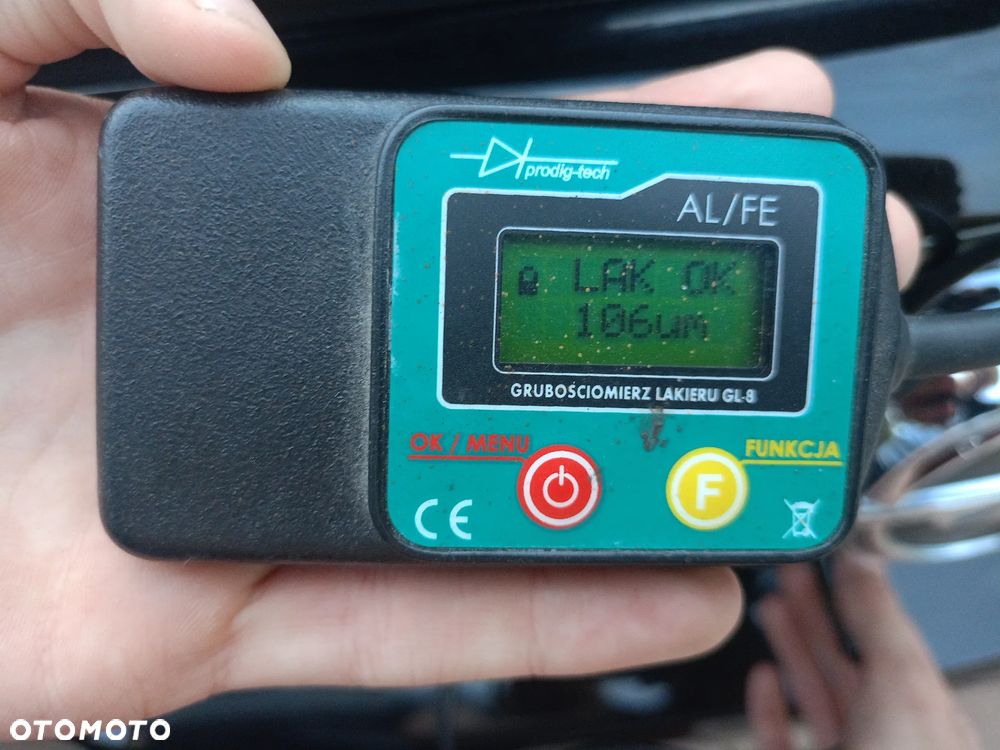 prodig-tech
AL/FE
LAK OK
106um
GRUBOŚCIOMIERZ LAKIERU GL-8
OK / MENU
FUNKCJA
F
CE
OTOMOTO